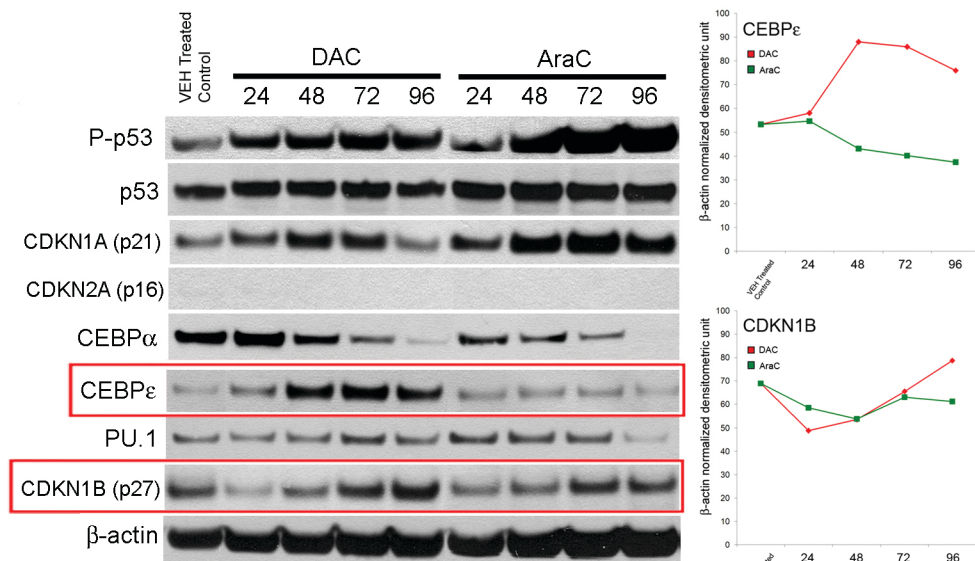 VEH Treated
Control
DAC
AraC
24 48 72 96 24 48 72 96
P-p53
p53
CDKN1A (p21)
CDKN2A (p16)
CEBPα
CEBPε
PU.1
CDKN1B (p27)
β-actin
CEBPε
DAC
AraC
β-actin normalized densitometric unit
100
90
80
70
60
50
40
30
20
10
0
VEH Treated
Control
24 48 72 96
CDKN1B
DAC
AraC
β-actin normalized densitometric unit
100
90
80
70
60
50
40
30
20
10
0
24 48 72 96